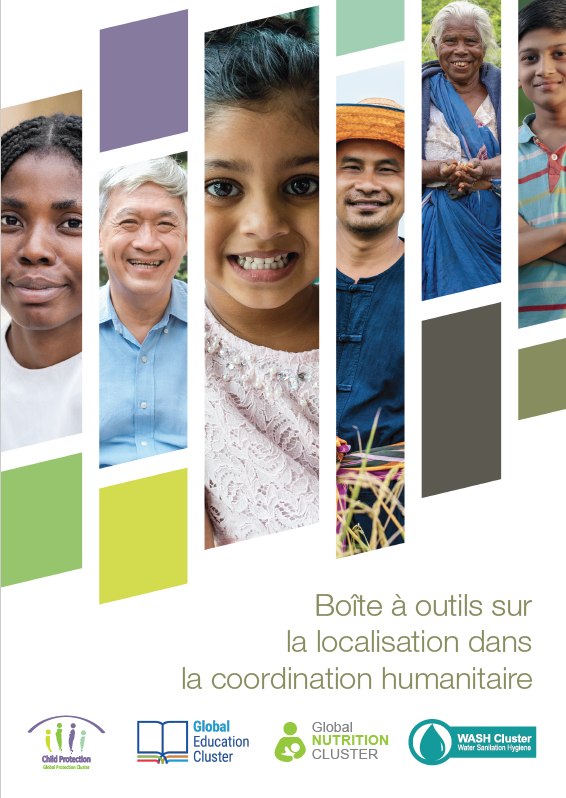 Boîte à outils sur
la localisation dans
la coordination humanitaire
Child Protection
Global Protection Cluster
Global
Education
Cluster
Global
NUTRITION
CLUSTER
WASH Cluster
Water Sanitation Hygiene